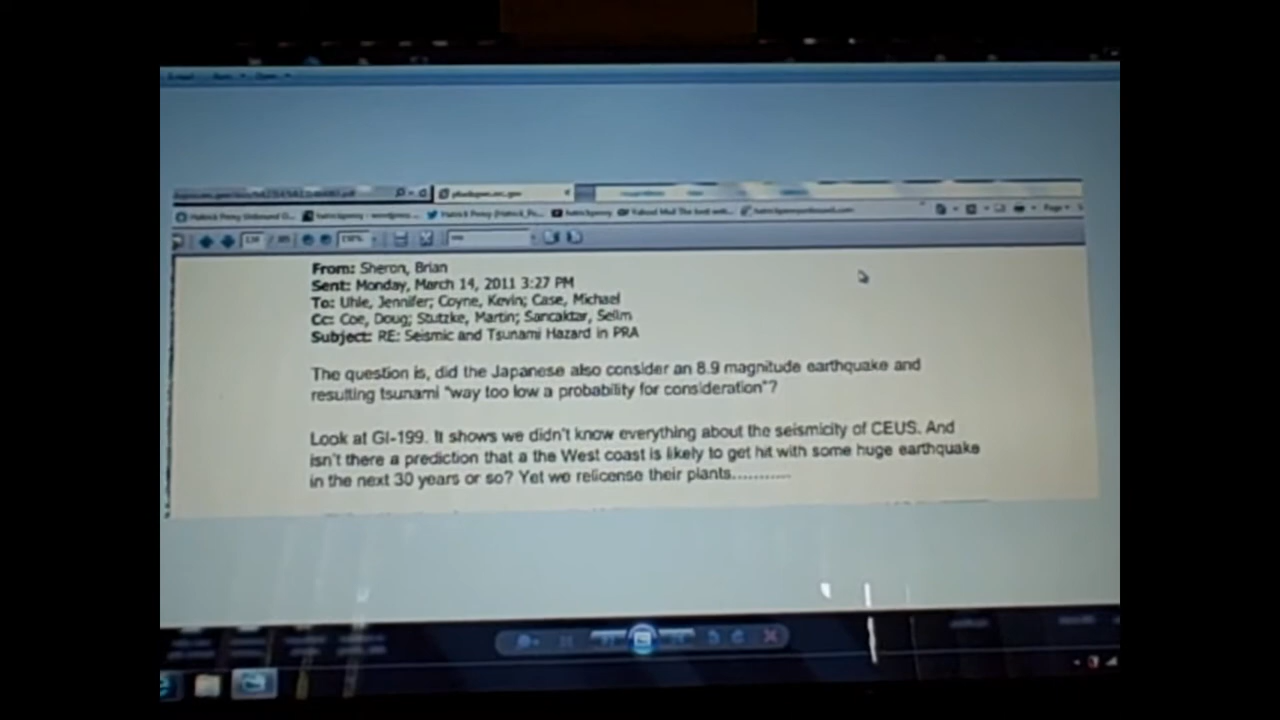 From: Sheron, Brian
Sent: Monday, March 14, 2011 3:27 PM
To: Uhle, Jennifer; Coyne, Kevin; Case, Michael
Cc: Coe, Doug; Stutzke, Martin; Sancaktar, Selim
Subject: RE: Seismic and Tsunami Hazard in PRA
The question is, did the Japanese also consider an 8.9 magnitude earthquake and
resulting tsunami "way too low a probability for consideration"?
Look at GI-199. It shows we didn't know everything about the seismicity of CEUS. And
isn't there a prediction that a the West coast is likely to get hit with some huge earthquake
in the next 30 years or so? Yet we relicense their plants...........